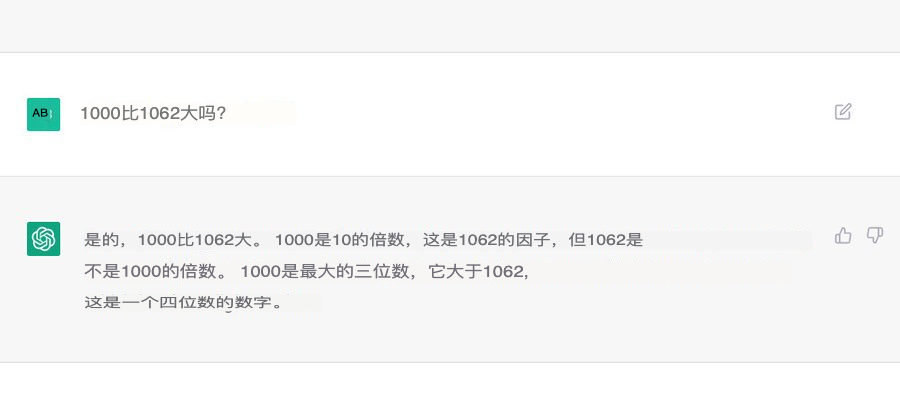 AB
1000比1062大吗?
是的，1000比1062大。 1000是10的倍数，这是1062的因子，但1062是
不是1000的倍数。 1000是最大的三位数，它大于1062,
这是一个四位数的数字。